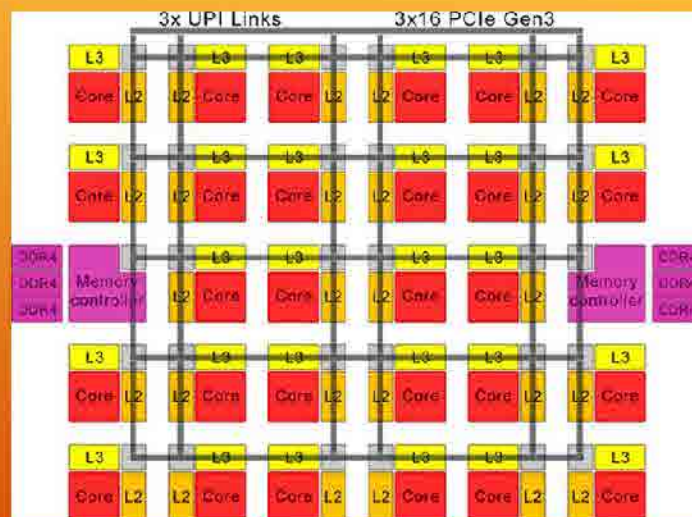 3x UPI Links 3x16 PCIe Gen3
L3 L3 L3 L3 L3 L3
Core L2 L2 Core Core L2 L2 Core Core L2 L2 Core
L3 L3 L3 L3 L3 L3
Core L2 L2 Core Core L2 L2 Core Core L2 L2 Core
DDR4 L3 L3 L3 L3 DDR4
DDR4 Memory controller L2 Core Core L2 L2 Core Core L2 Memory controller DDR4
DDR4 DDR4
L3 L3 L3 L3 L3 L3
Core L2 L2 Core Core L2 L2 Core Core L2 L2 Core
L3 L3 L3 L3 L3 L3
Core L2 L2 Core Core L2 L2 Core Core L2 L2 Core